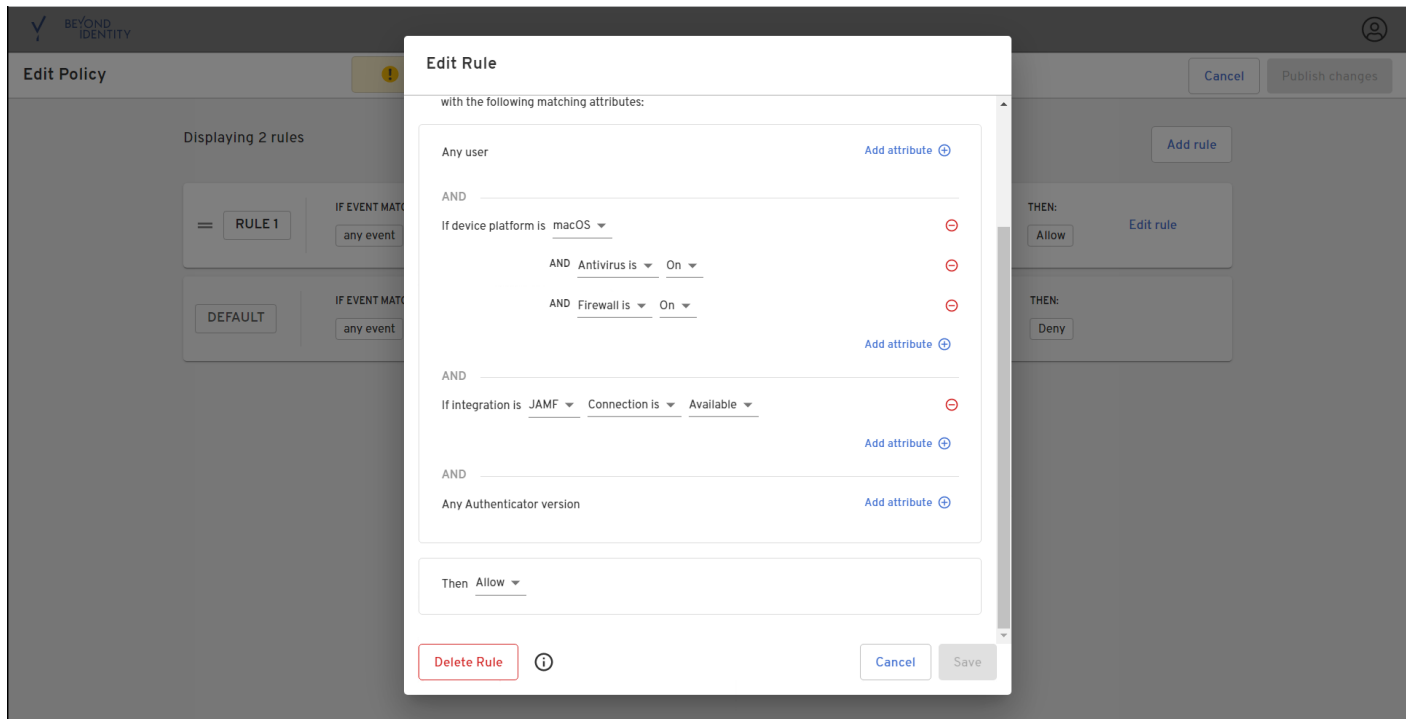 BEYOND
IDENTITY
Edit Policy
Cancel
Publish changes
Displaying 2 rules
Add rule
RULE 1
IF EVENT MATC
any event
THEN:
Allow
Edit rule
DEFAULT
IF EVENT MATC
any event
THEN:
Deny
Edit Rule
with the following matching attributes:
Any user Add attribute
AND
If device platform is macOS
AND Antivirus is On
AND Firewall is On
Add attribute
AND
If integration is JAMF Connection is Available
Add attribute
AND
Any Authenticator version Add attribute
Then Allow
Delete Rule Cancel Save